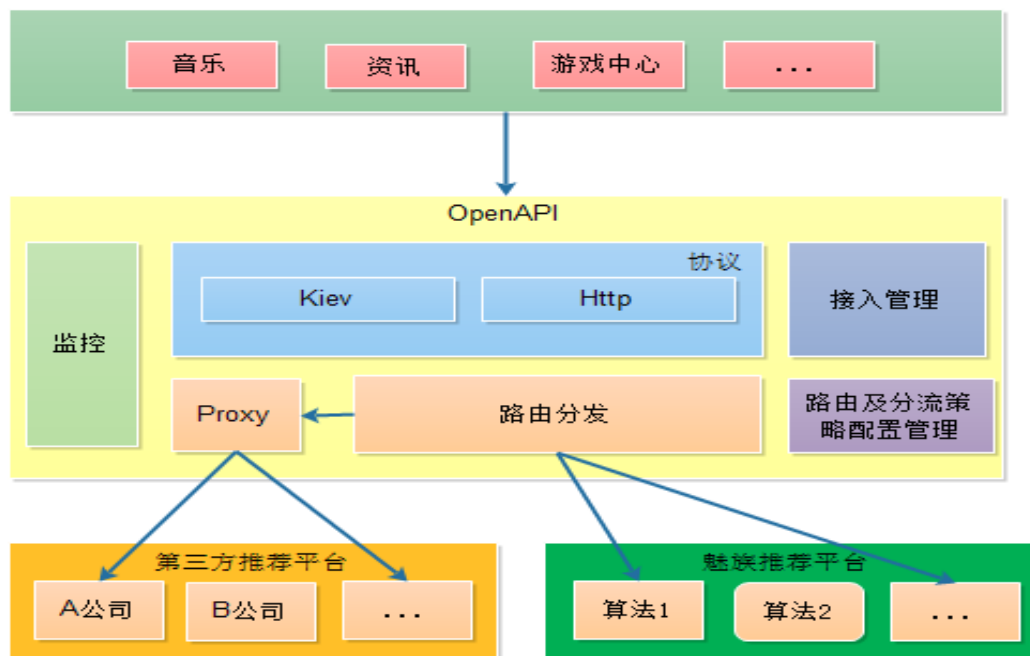 音乐
资讯
游戏中心
...
OpenAPI
监控
协议
Kiev
Http
接入管理
Proxy
路由分发
路由及分流策
略配置管理
第三方推荐平台
A公司
B公司
...
魅族推荐平台
算法1
算法2
...